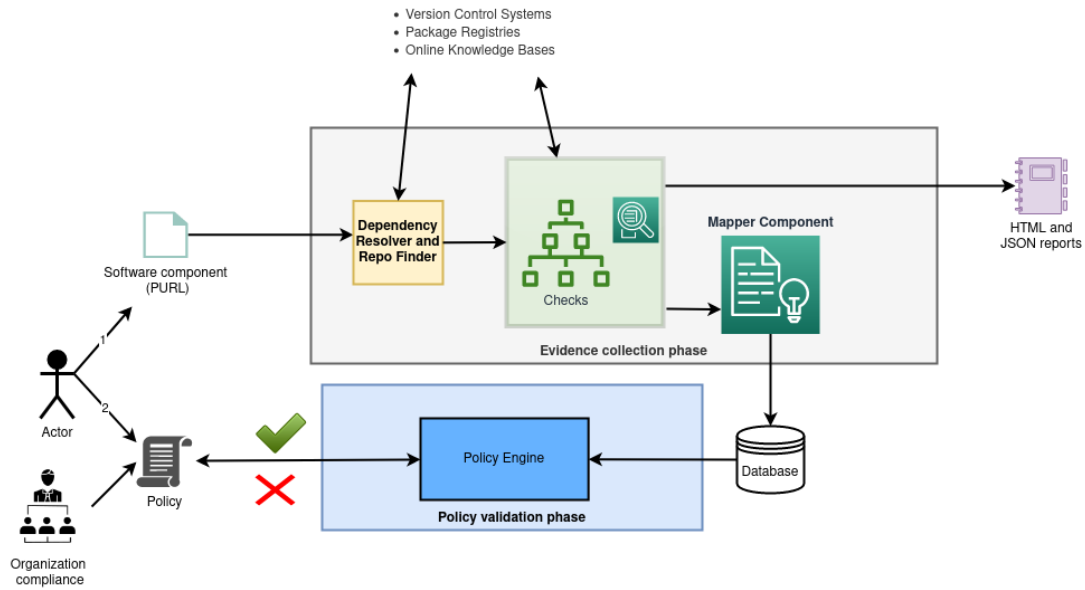 Version Control Systems
Package Registries
Online Knowledge Bases
Dependency
Resolver and
Repo Finder
Checks
Mapper Component
HTML and
JSON reports
Software component
(PURL)
Evidence collection phase
1
2
Actor
Policy
Policy Engine
Database
Policy validation phase
Organization
compliance